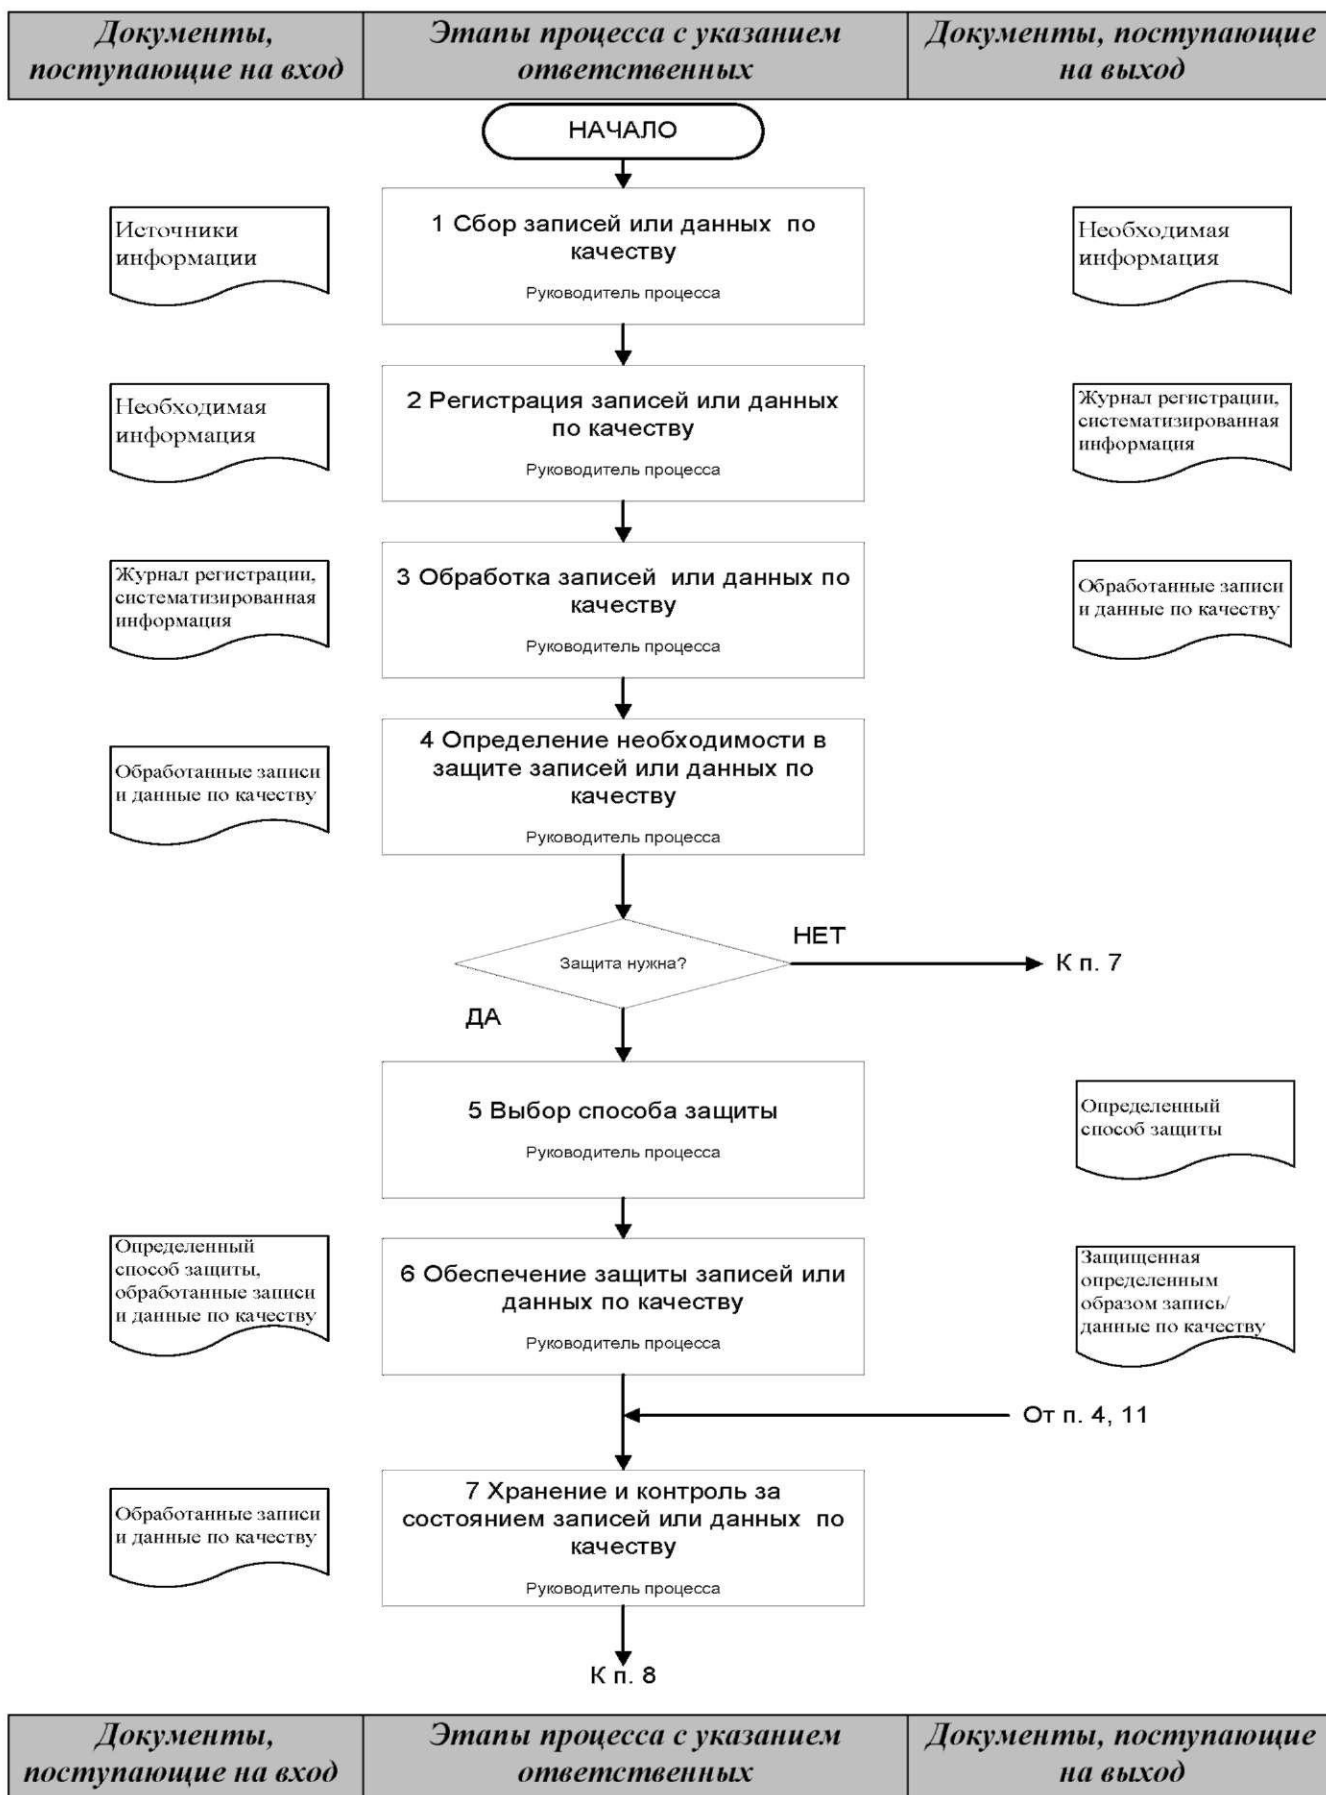 Документы,
поступающие на вход
Этапы процесса с указанием
ответственных
Документы, поступающие
на выход
НАЧАЛО
Источники
информации
1 Сбор записей или данных по
качеству
Руководитель процесса
Необходимая
информация
Необходимая
информация
2 Регистрация записей или данных
по качеству
Руководитель процесса
Журнал регистрации,
систематизированная
информация
Журнал регистрации,
систематизированная
информация
3 Обработка записей или данных по
качеству
Руководитель процесса
Обработанные записи
и данные по качеству
Обработанные записи
и данные по качеству
4 Определение необходимости в
защите записей или данных по
качеству
Руководитель процесса
Защита нужна?
НЕТ
К п. 7
ДА
5 Выбор способа защиты
Руководитель процесса
Определенный
способ защиты
Определенный
способ защиты,
обработанные записи
и данные по качеству
6 Обеспечение защиты записей или
данных по качеству
Руководитель процесса
Защищенная
определенным
образом запись/
данные по качеству
От п. 4, 11
Обработанные записи
и данные по качеству
7 Хранение и контроль за
состоянием записей или данных по
качеству
Руководитель процесса
К п. 8
Документы,
поступающие на вход
Этапы процесса с указанием
ответственных
Документы, поступающие
на выход